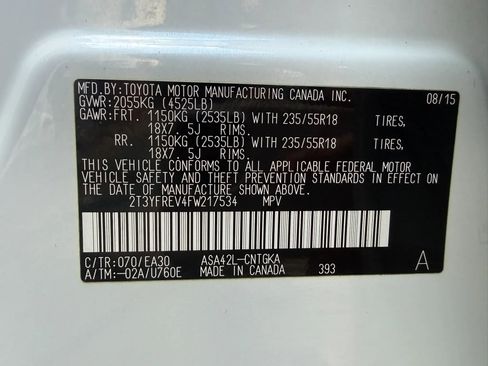 MFD.BY:TOYOTA MOTOR MANUFACTURING CANADA INC. 08/15
GVWR:2055KG (4525LB)
GAWR:FRT. 1150KG (2535LB) WITH 235/55R18 TIRES,
18X7. 5J RIMS.
RR. 1150KG (2535LB) WITH 235/55R18 TIRES,
18X7. 5J RIMS.
THIS VEHICLE CONFORMS TO ALL APPLICABLE FEDERAL MOTOR
VEHICLE SAFETY STANDARDS IN EFFECT ON THE
DATE OF MANUFACTURE SHOWN ABOVE.
2T3YFREV4FW217534 MPV
C/TR:070/EA30 ASA42L-CNTGKA
A/TM:-02A/U760E MADE IN CANADA 393 A